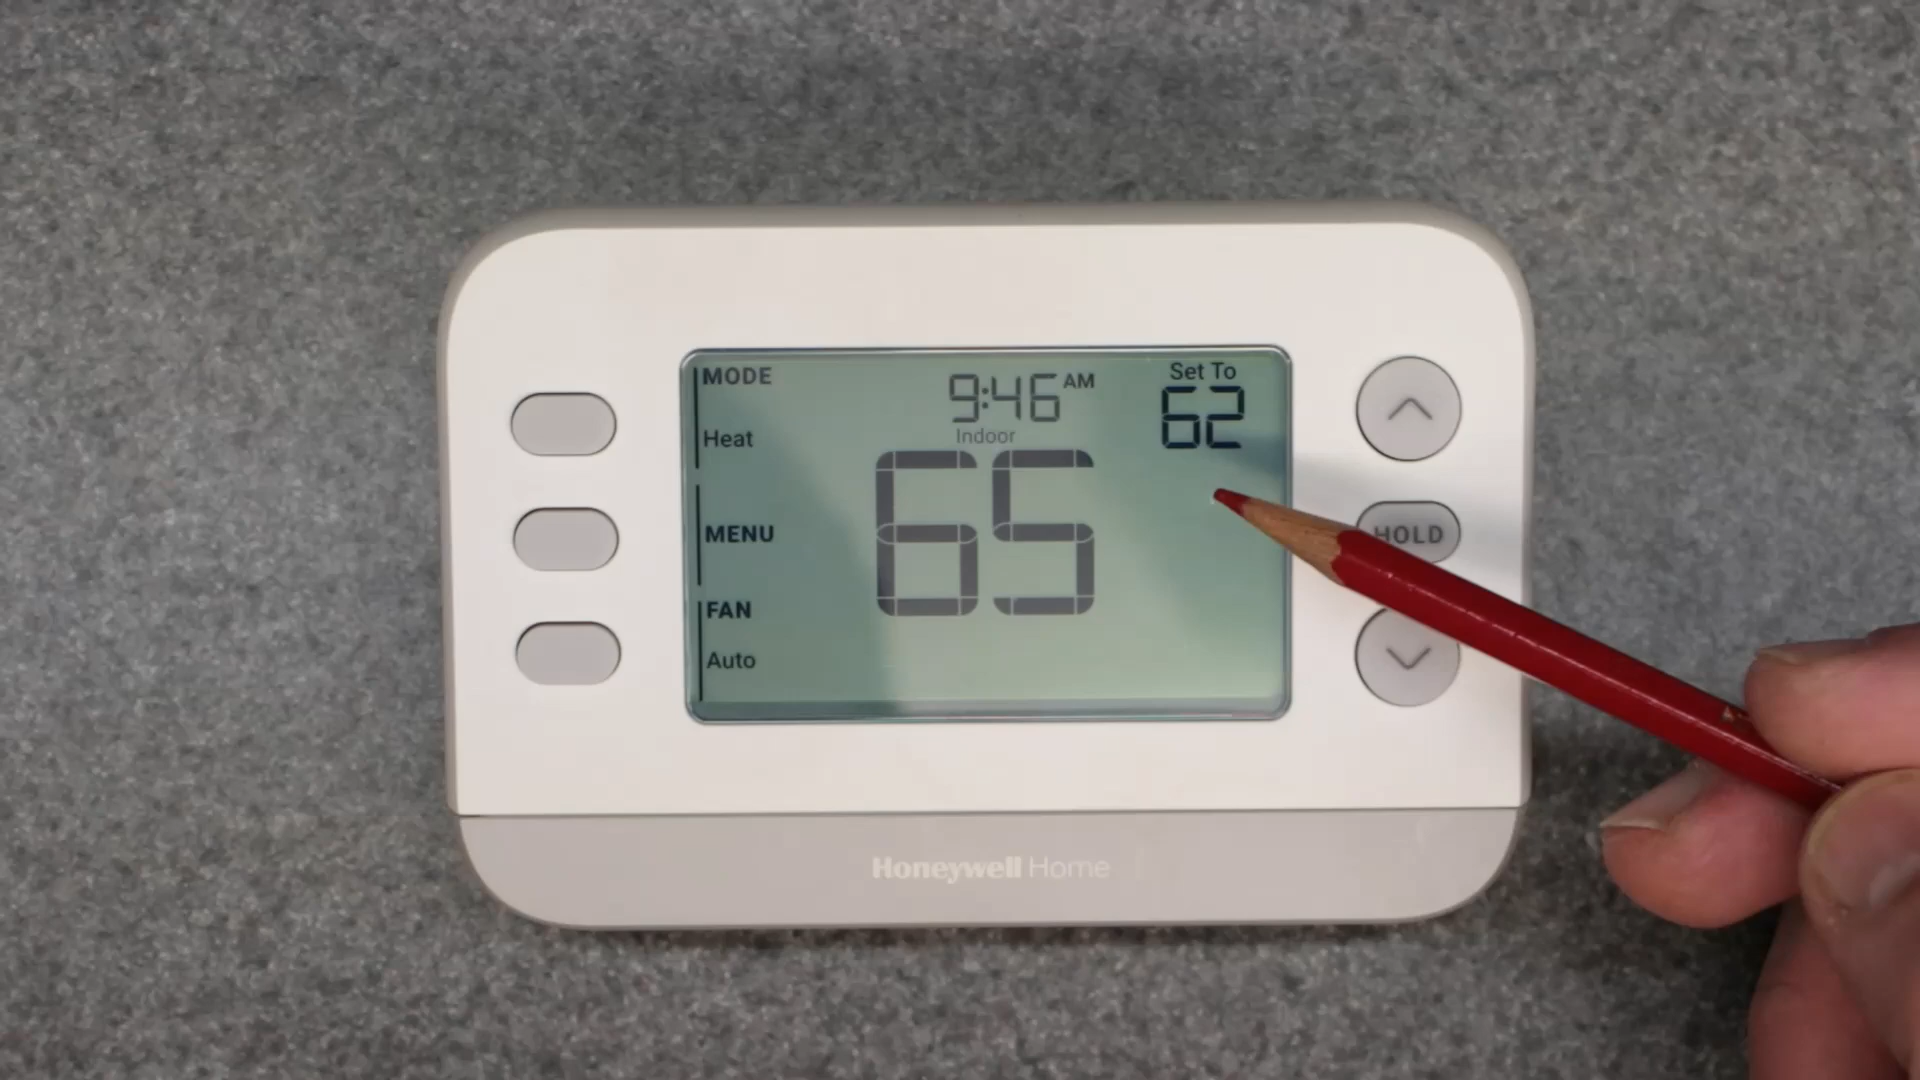 MODE
9:46 AM
Set To
62
Heat
Indoor
65
MENU
HOLD
FAN
Auto
Honeywell Home